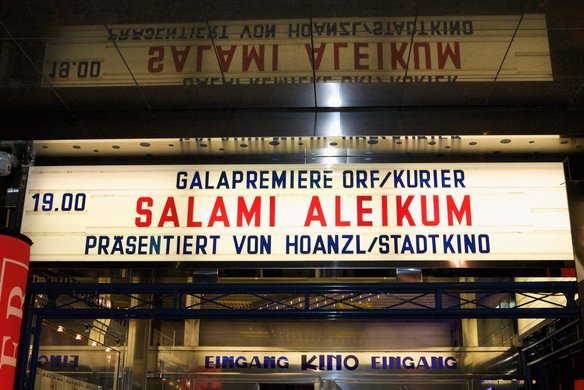 GALAPREMIERE ORF/KURIER
19.00
SALAMI ALEIKUM
PRÄSENTIERT VON HOANZL/STADTKINO
EINGANG KINO EINGANG